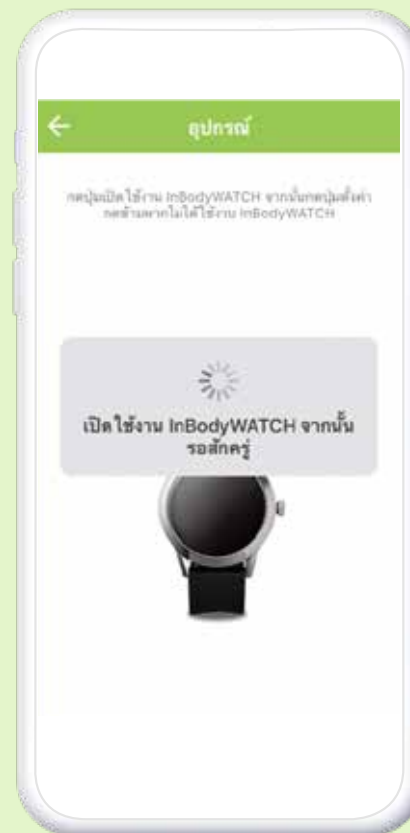 อุปกรณ์
กดปุ่มเปิดใช้งาน InBodyWATCH จากนั้นกดปุ่มตั้งค่า
กดข้ามหากไม่ได้ใช้งาน InBodyWATCH
เปิดใช้งาน InBodyWATCH จากนั้น
รอสักครู่